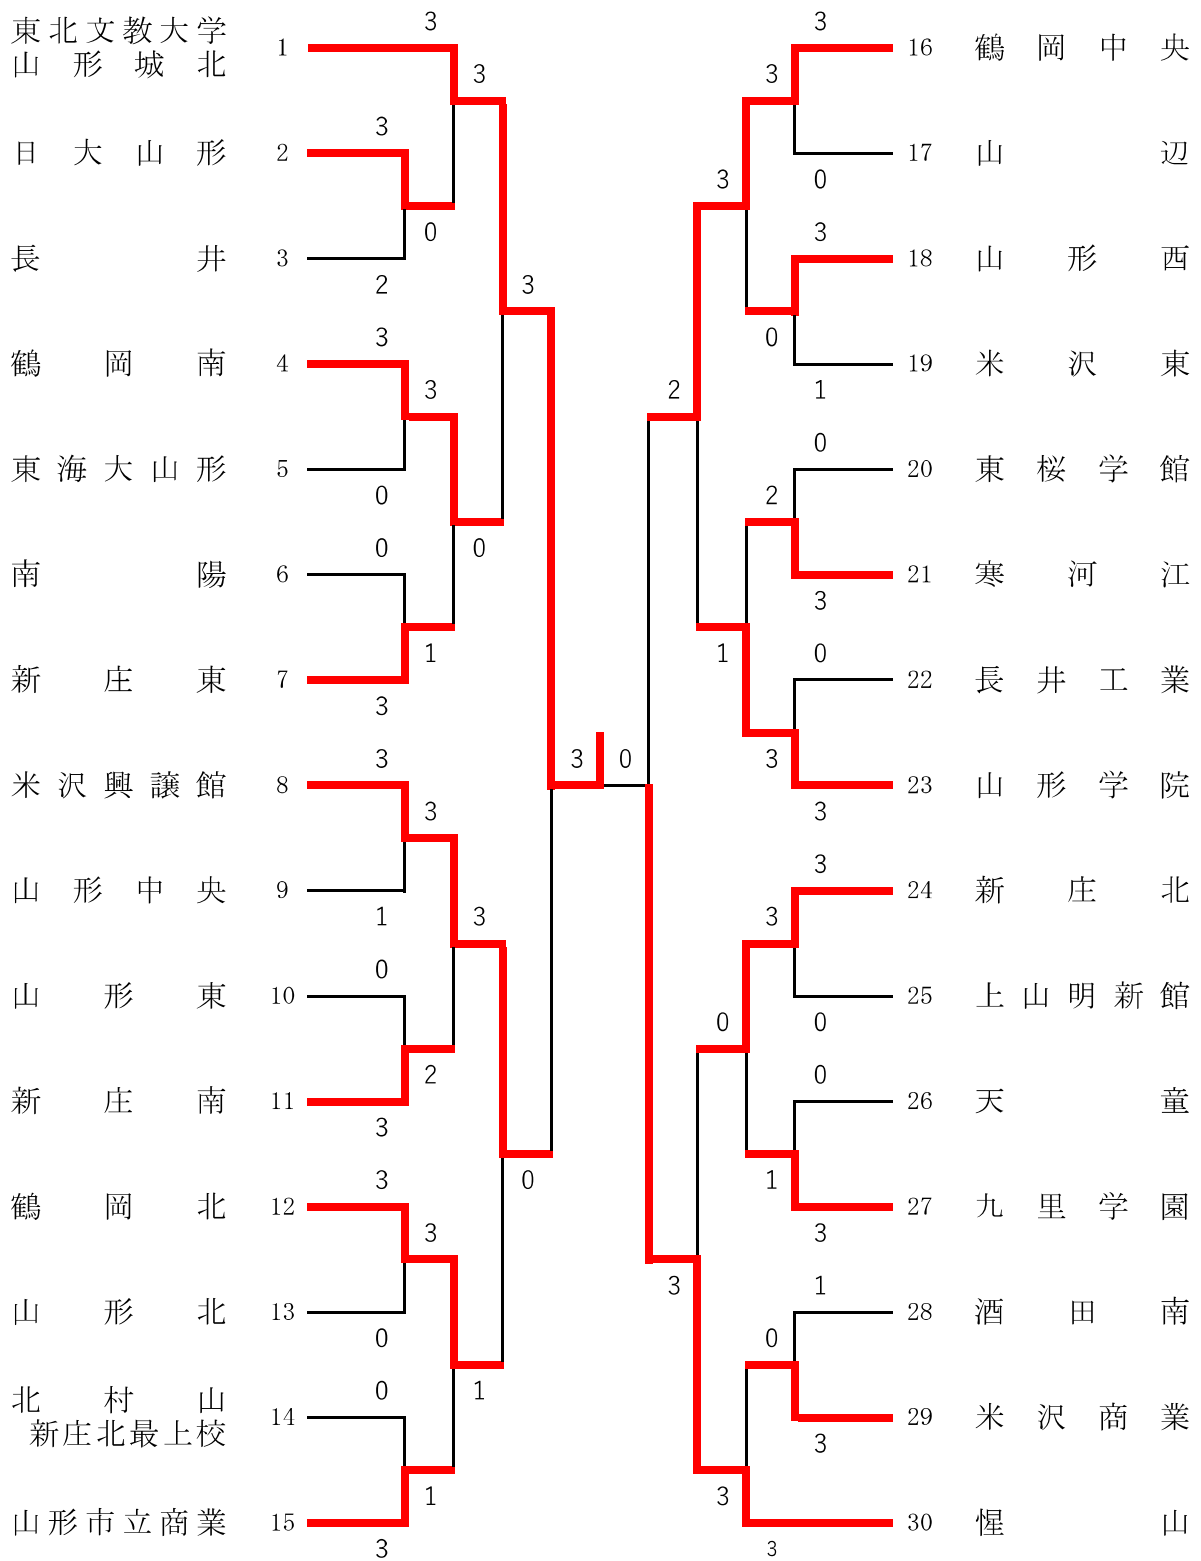 東北文教大学
山形城北 1
日大山形 2
長井 3
鶴岡南 4
東海大山形 5
南陽 6
新庄東 7
米沢興譲館 8
山形中央 9
山形東 10
新庄南 11
鶴岡北 12
山形北 13
北村山
新庄北最上校 14
山形市立商業 15
3
3
3
0
2
3
3
3
0
0
0
1
3
3
3
1
3
0
2
3
0
3
3
0
1
0
1
3
3 0
3
3
0
3
3
0
1
2
0
2
3
1
0
3
3
3
3
0
0
0
1
3
3
1
0
3
3
3
16 鶴岡中央
17 山辺
18 山形西
19 米沢東
20 東桜学館
21 寒河江
22 長井工業
23 山形学院
24 新庄北
25 上山明新館
26 天童
27 九里学園
28 酒田南
29 米沢商業
30 惺山